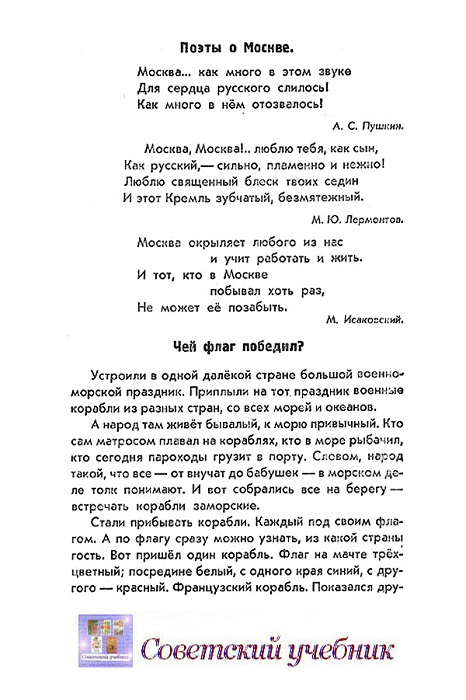 Поэты о Москве.
Москва... как много в этом звуке
Для сердца русского слилось!
Как много в нём отозвалось!
А. С. Пушкин.
Москва, Москва!.. люблю тебя, как сын,
Как русский,— сильно, пламенно и нежно!
Люблю священный блеск твоих седин
И этот Кремль зубчатый, безмятежный.
М. Ю. Лермонтов.
Москва окрыляет любого из нас
и учит работать и жить.
И тот, кто в Москве
побывал хоть раз,
Не может её позабыть.
М. Исаковский.
Чей флаг победил?
Устроили в одной далёкой стране большой военно-
морской праздник. Приплыли на тот праздник военные
корабли из разных стран, со всех морей и океанов.
А народ там живёт бывалый, к морю привычный. Кто
сам матросом плавал на кораблях, кто в море рыбачил,
кто сегодня пароходы грузит в порту. Словом, народ
такой, что все — от внучат до бабушек — в морском де-
ле толк понимают. И вот собрались все на берегу —
встречать корабли заморские.
Стали прибывать корабли. Каждый под своим фла-
гом. А по флагу сразу можно узнать, из какой страны
гость. Вот пришёл один корабль. Флаг на мачте трёх-
цветный; посредине белый, с одного края синий, с дру-
гого — красный. Французский корабль. Показался дру-
Советский учебник
Советский учебник